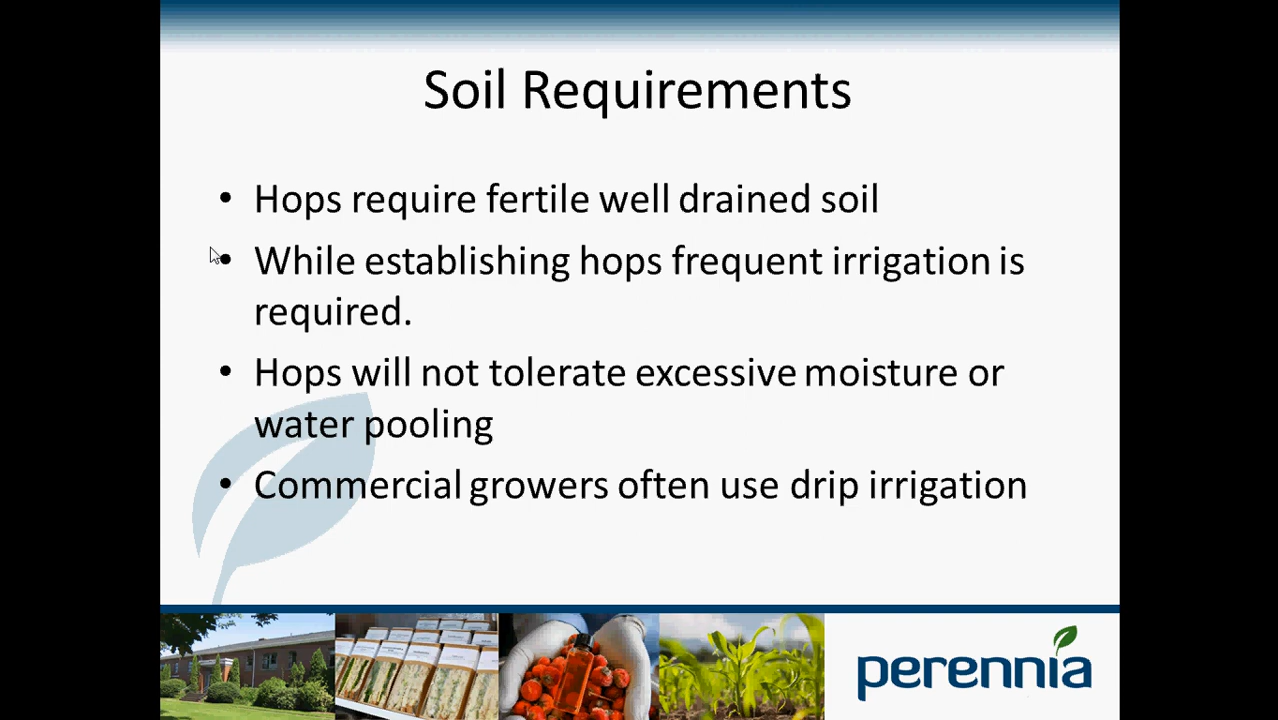 Soil Requirements
• Hops require fertile well drained soil
• While establishing hops frequent irrigation is
required.
• Hops will not tolerate excessive moisture or
water pooling
• Commercial growers often use drip irrigation
perennia